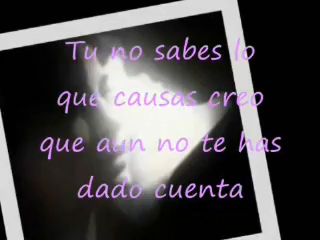 Tu no sabes lo
que causas creo
que aun no te has
dado cuenta